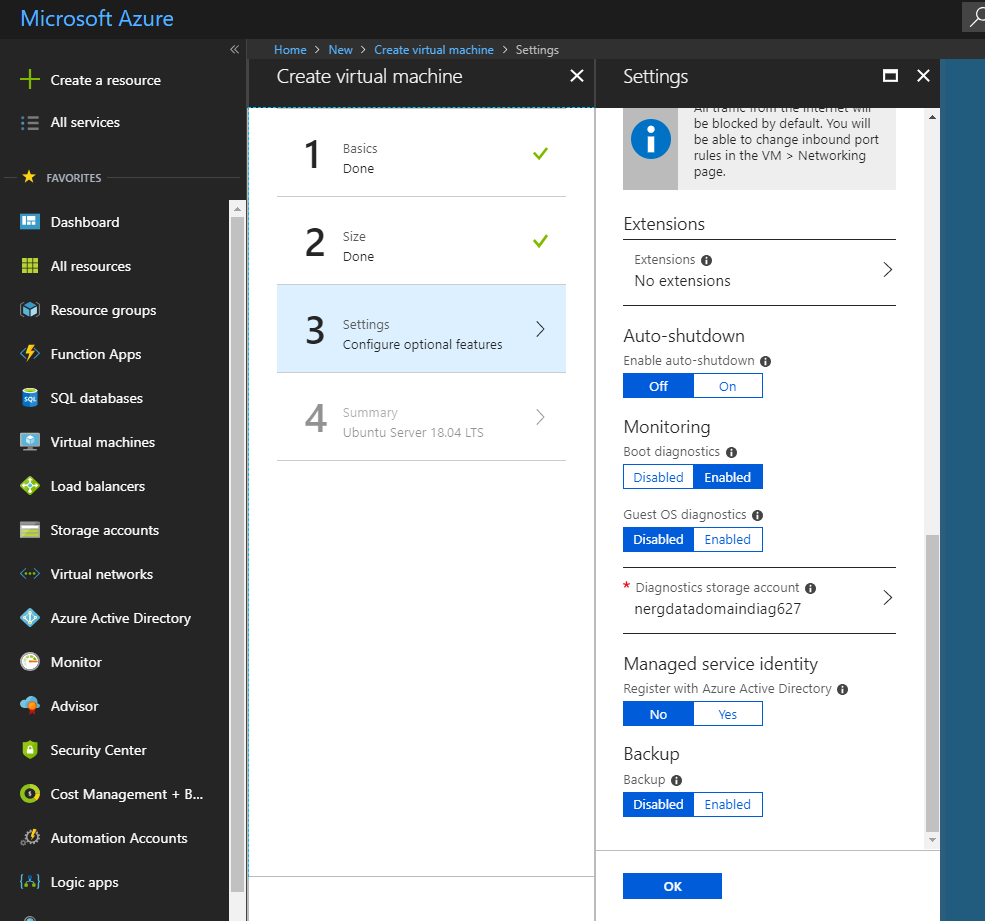 Microsoft Azure
Home > New > Create virtual machine > Settings
Create a resource
All services
FAVORITES
Dashboard
All resources
Resource groups
Function Apps
SQL databases
Virtual machines
Load balancers
Storage accounts
Virtual networks
Azure Active Directory
Monitor
Advisor
Security Center
Cost Management + B...
Automation Accounts
Logic apps
Create virtual machine
1
Basics
Done
2
Size
Done
3
Settings
Configure optional features
4
Summary
Ubuntu Server 18.04 LTS
Settings
All traffic from the internet will
be blocked by default. You will
be able to change inbound port
rules in the VM > Networking
page.
Extensions
Extensions
No extensions
Auto-shutdown
Enable auto-shutdown
Off On
Monitoring
Boot diagnostics
Disabled Enabled
Guest OS diagnostics
Disabled Enabled
* Diagnostics storage account
nergdatadomaindiag627
Managed service identity
Register with Azure Active Directory
No Yes
Backup
Backup
Disabled Enabled
OK